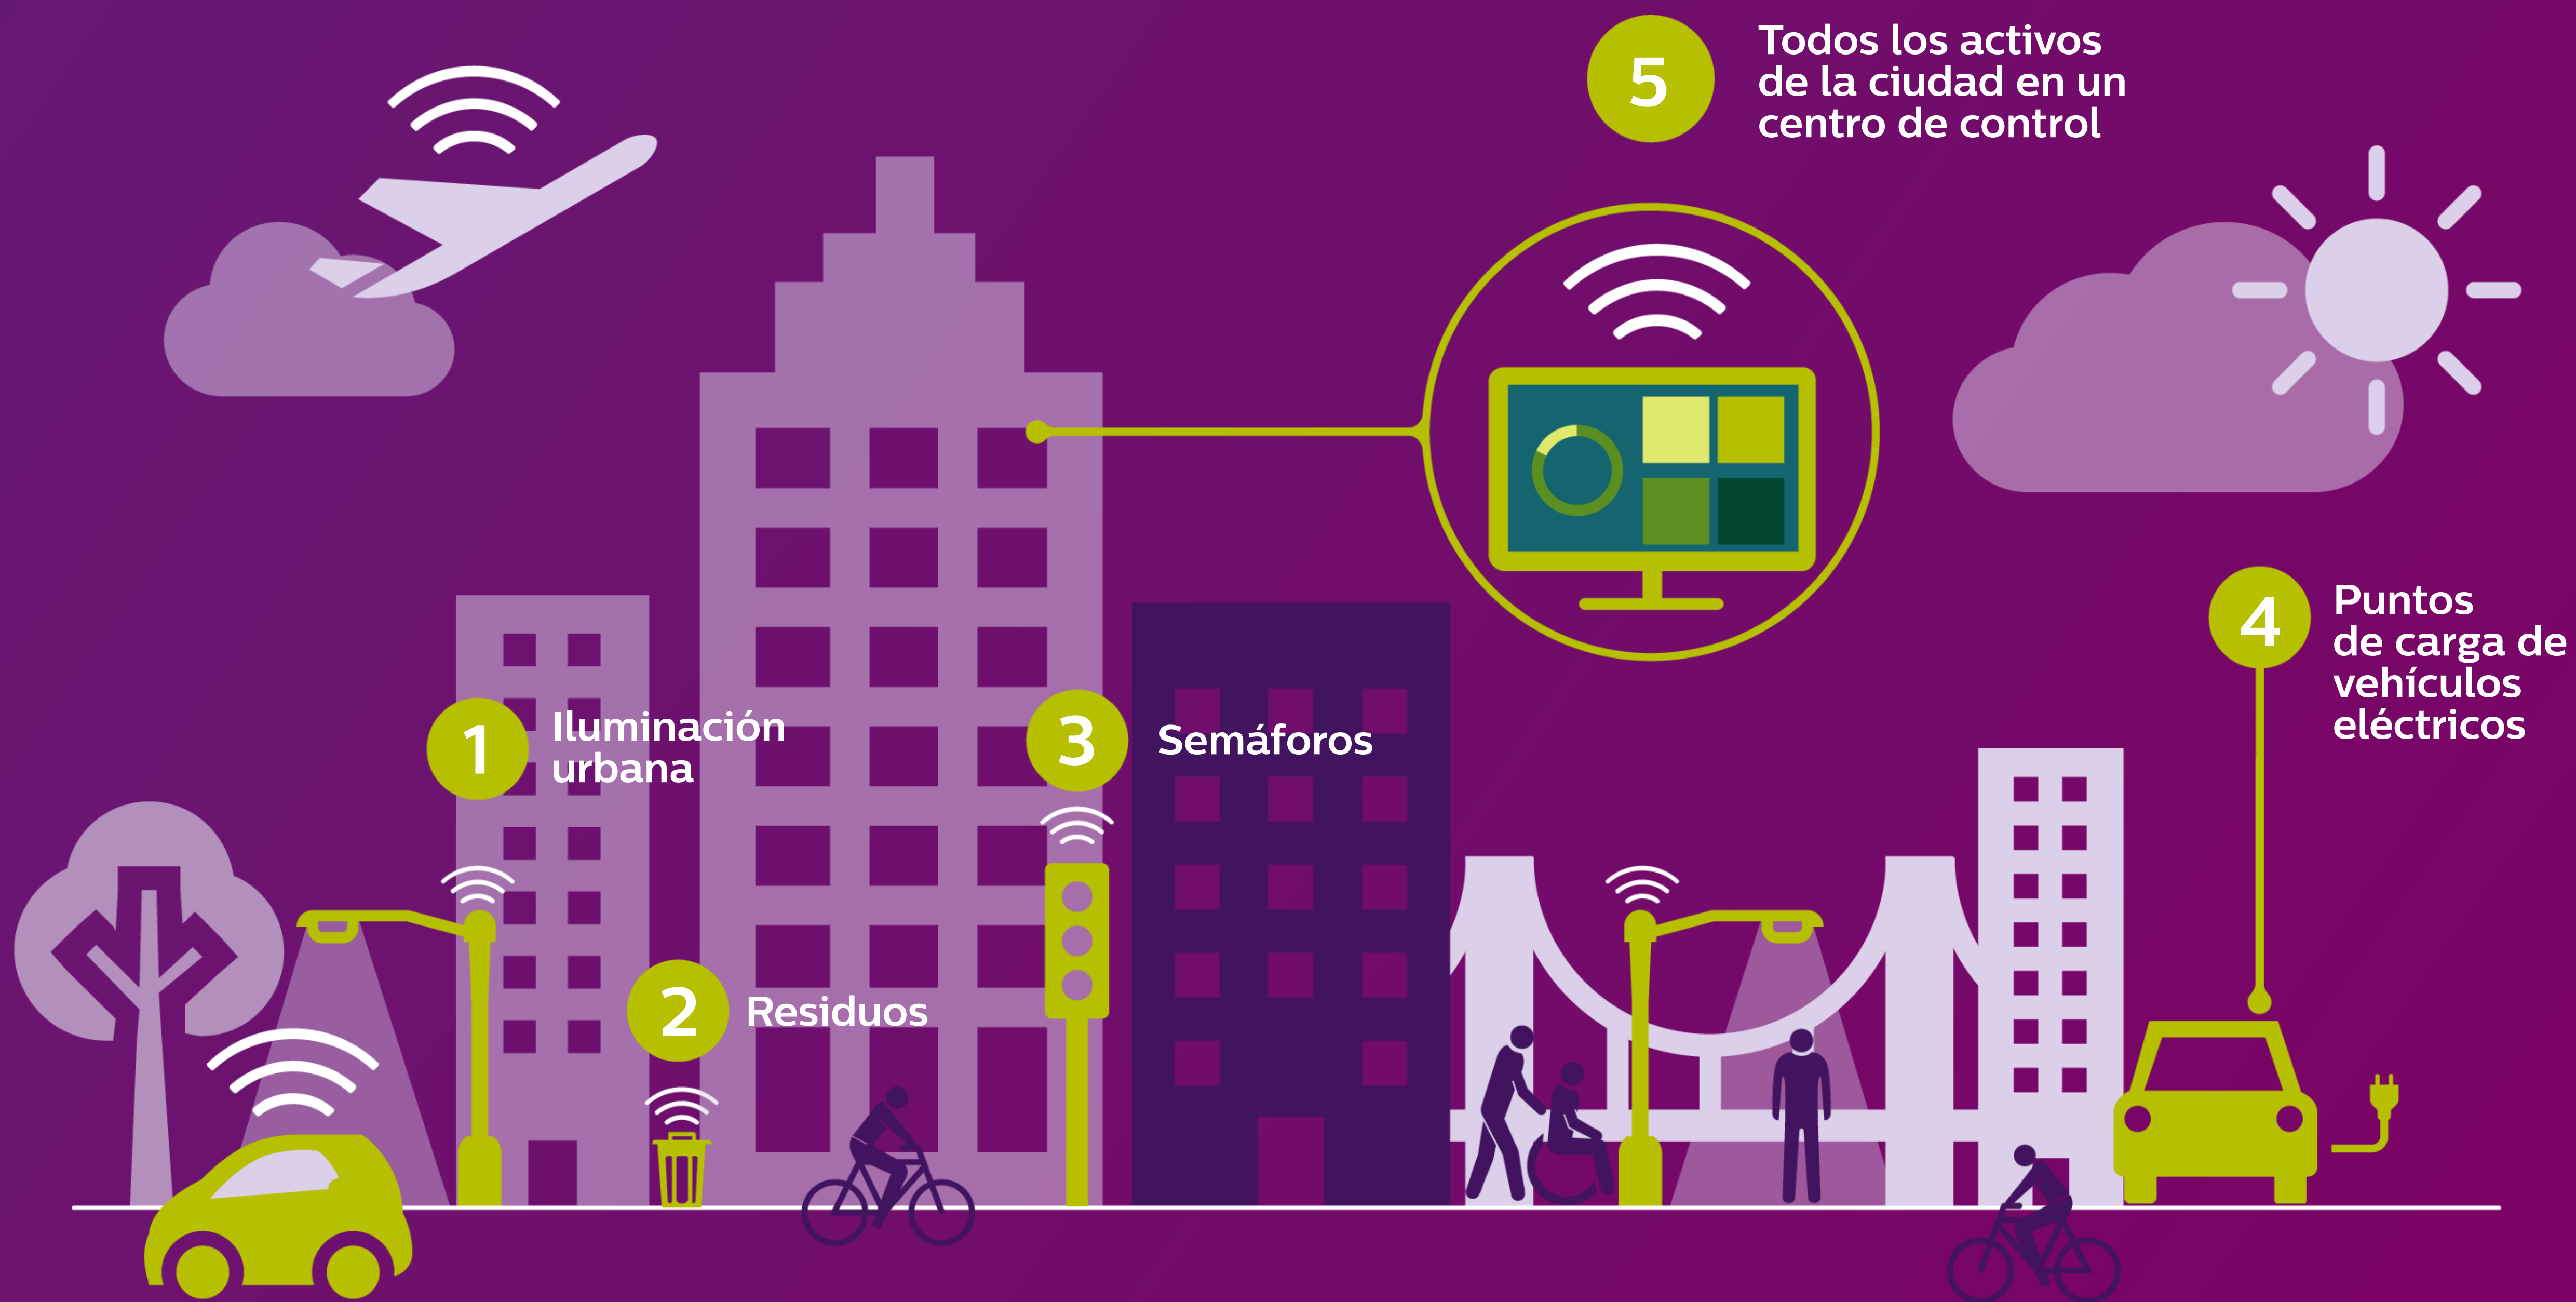 5
Todos los activos
de la ciudad en un
centro de control
4
Puntos
de carga de
vehículos
eléctricos
1
Iluminación
urbana
3
Semáforos
2
Residuos